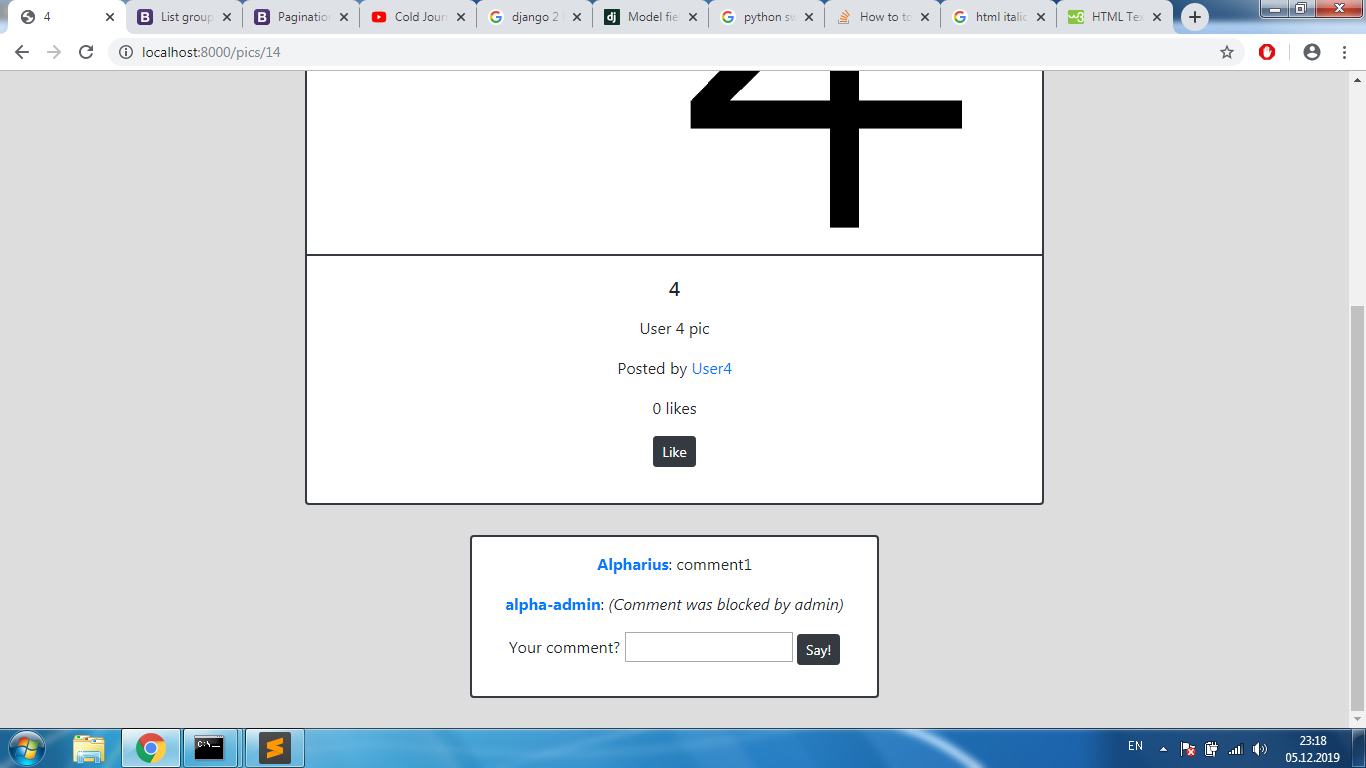 4
List group
Pagination
Cold Jour
django 2
Model fie
python sw
How to to
html italic
HTML Tex
localhost:8000/pics/14
4
4
User 4 pic
Posted by User4
0 likes
Like
Alpharius: comment1
alpha-admin: (Comment was blocked by admin)
Your comment? Say!
C:\_
EN
23:18
05.12.2019